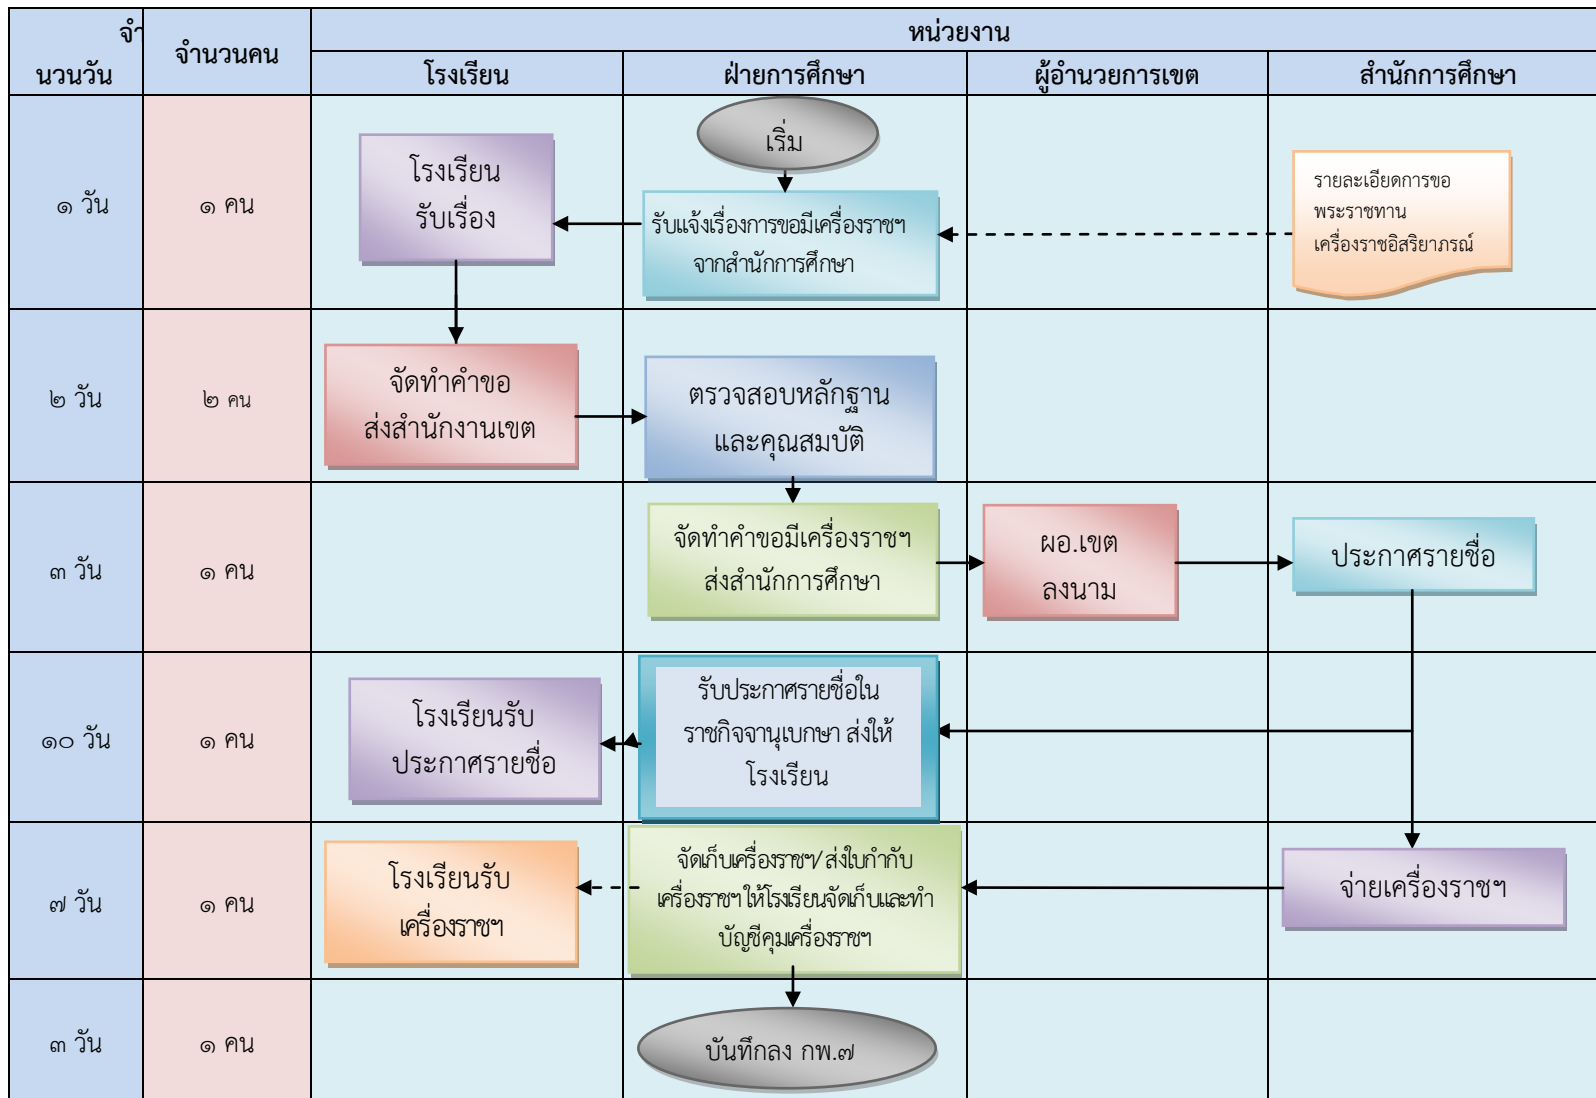 จำ
นวนวัน
จำนวนคน
หน่วยงาน
โรงเรียน
ฝ่ายการศึกษา
ผู้อำนวยการเขต
สำนักการศึกษา
๑ วัน
๑ คน
โรงเรียน
รับเรื่อง
เริ่ม
รับแจ้งเรื่องการขอมีเครื่องราชฯ
จากสำนักการศึกษา
รายละเอียดการขอ
พระราชทาน
เครื่องราชอิสริยาภรณ์
๒ วัน
๒ คน
จัดทำคำขอ
ส่งสำนักงานเขต
ตรวจสอบหลักฐาน
และคุณสมบัติ
๓ วัน
๑ คน
จัดทำคำขอมีเครื่องราชฯ
ส่งสำนักการศึกษา
ผอ.เขต
ลงนาม
ประกาศรายชื่อ
๑๐ วัน
๑ คน
โรงเรียนรับ
ประกาศรายชื่อ
รับประกาศรายชื่อใน
ราชกิจจานุเบกษา ส่งให้
โรงเรียน
๗ วัน
๑ คน
โรงเรียนรับ
เครื่องราชฯ
จัดเก็บเครื่องราชฯ/ ส่งใบกำกับ
เครื่องราชฯ ให้โรงเรียนจัดเก็บและทำ
บัญชีคุมเครื่องราชฯ
จ่ายเครื่องราชฯ
๓ วัน
๑ คน
บันทึกลง กพ.๗